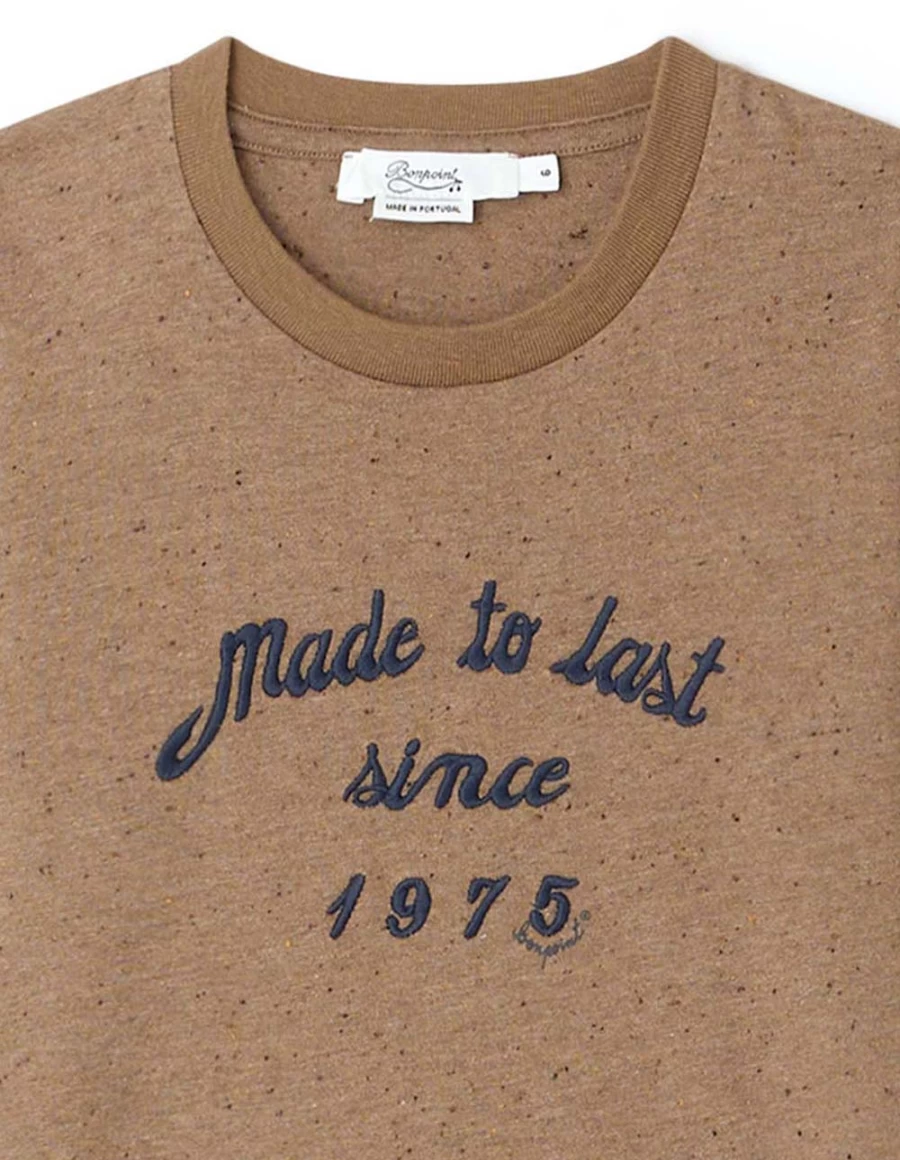 Bonpoint
MADE IN PORTUGAL
6
Made to last
since
1975
Bonpoint®